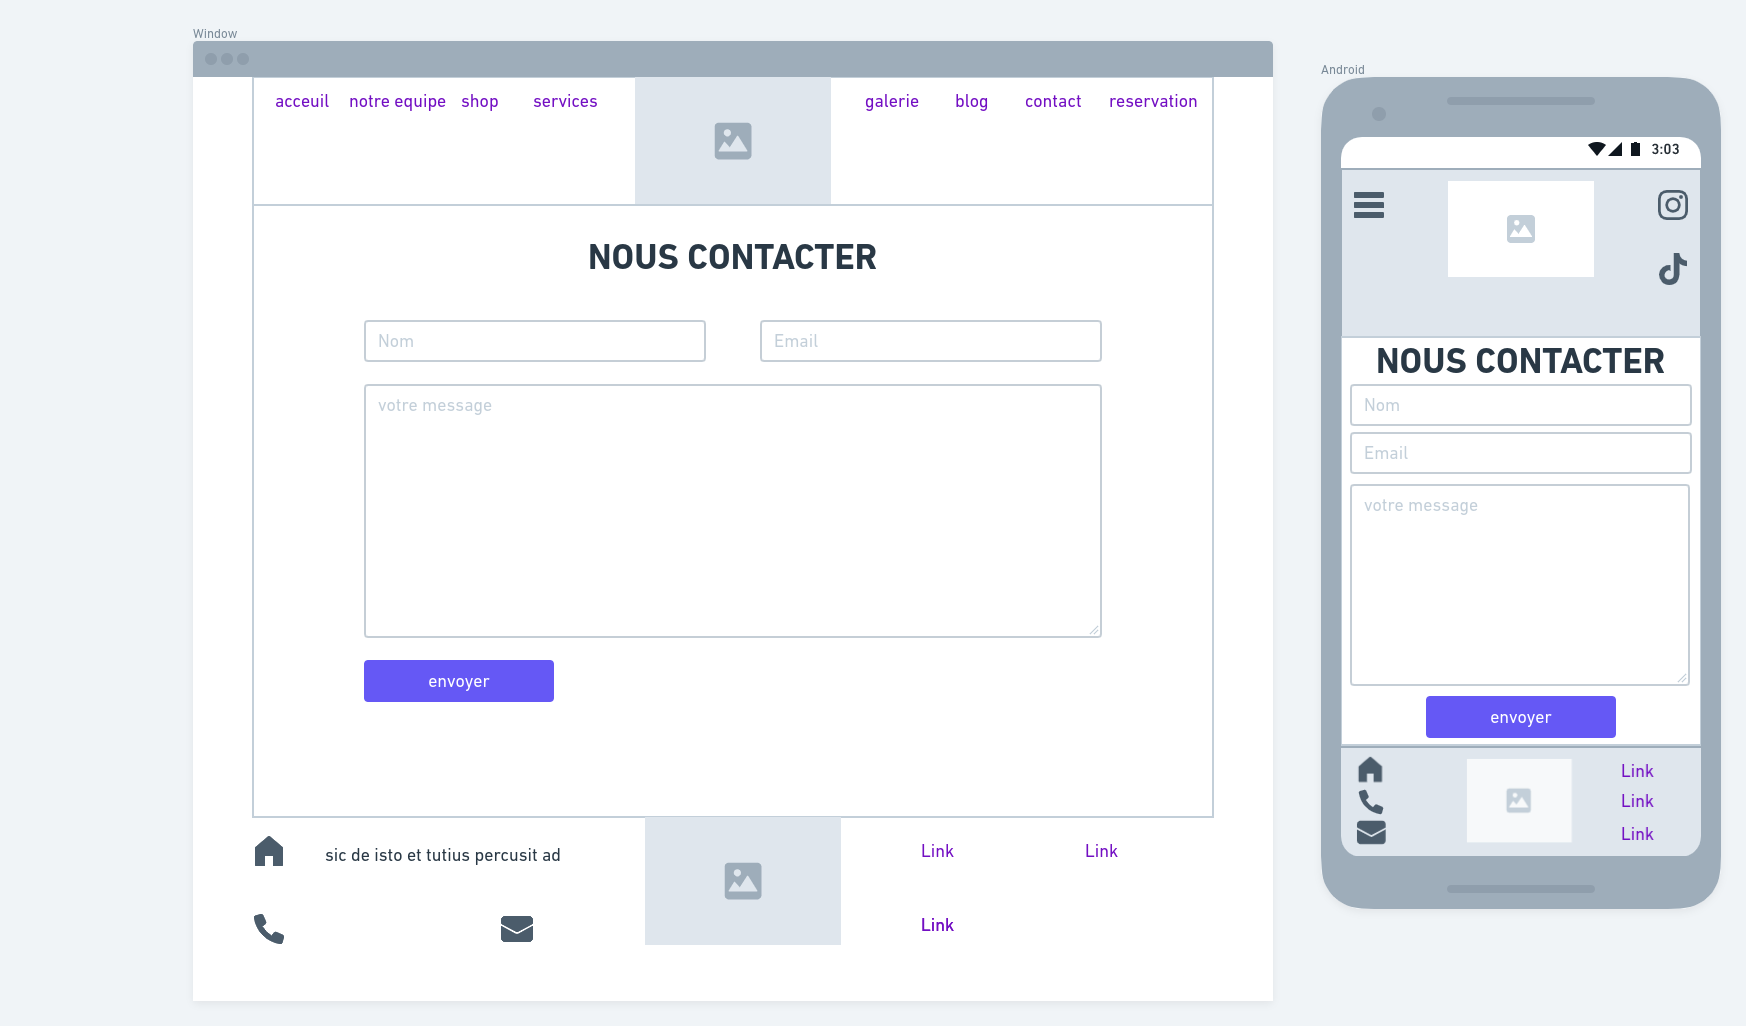 Window
acceuil notre equipe shop services galerie blog contact reservation
NOUS CONTACTER
Nom Email
votre message
envoyer
sic de isto et tutius percusit ad
Link Link
Link
Android
3:03
NOUS CONTACTER
Nom
Email
votre message
envoyer
Link
Link
Link